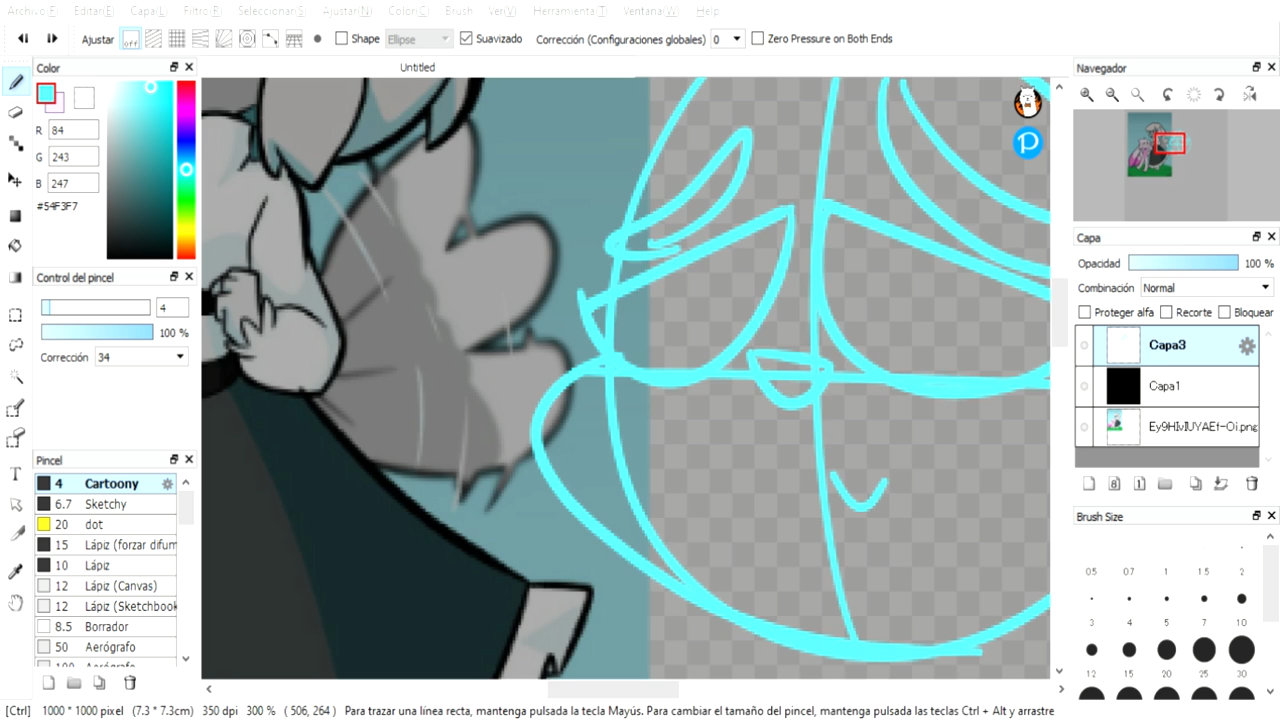 Archivo(F) Editar(E) Capa(L) Filtro(R) Seleccionar(S) Ajustar(N) Color(C) Brush Ver(V) Herramienta(T) Ventana(W) Help
Ajustar off Shape Ellipse Suavizado Corrección (Configuraciones globales) 0 Zero Pressure on Both Ends
Color
Untitled
Navegador
R 84
G 243
B 247
#54F3F7
Capa
Opacidad 100 %
Combinación Normal
Proteger alfa Recorte Bloquear
Capa3
Capa1
Control del pincel
4
100 %
Corrección 34
Pincel
4 Cartoony
6.7 Sketchy
20 dot
15 Lápiz (forzar difum
10 Lápiz
12 Lápiz (Canvas)
12 Lápiz (Sketchbook
8.5 Borrador
50 Aerógrafo
100 Aerógrafo
8 1
Brush Size
0.5 0.7 1 1.5 2
3 4 5 7 10
12 15 20 25 30
[Ctrl] 1000 * 1000 pixel (7.3 * 7.3cm) 350 dpi 300 % ( 506, 264 ) Para trazar una línea recta, mantenga pulsada la tecla Mayús. Para cambiar el tamaño del pincel, mantenga pulsadas las teclas Ctrl + Alt y arrastre